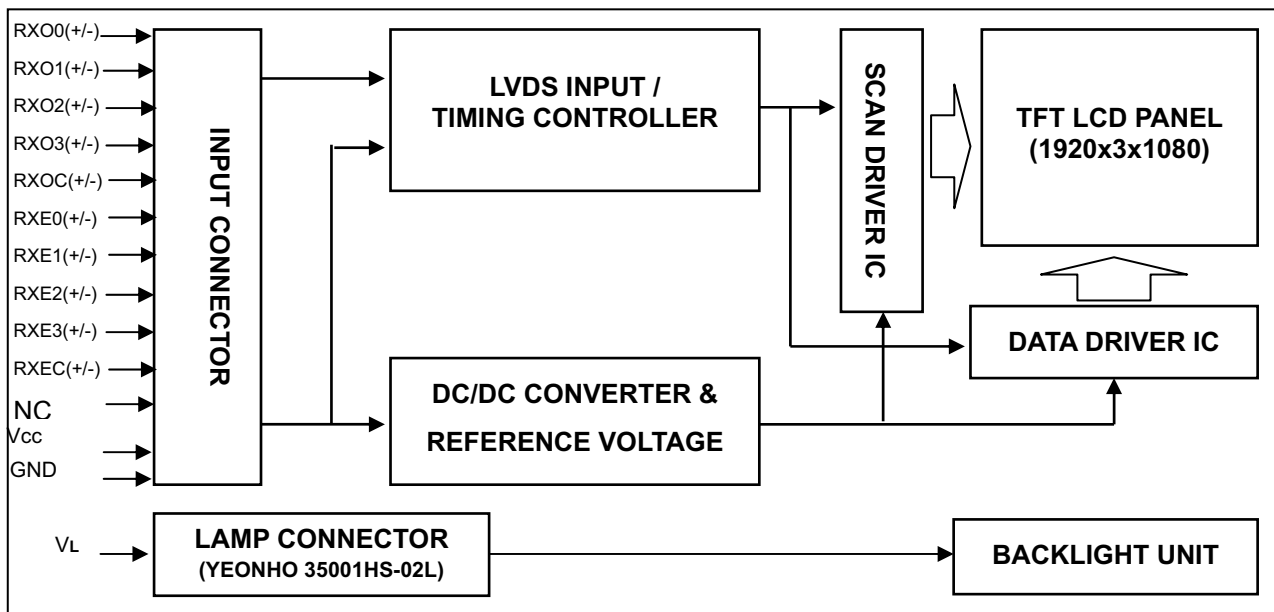 RXO0(+/-)
RXO1(+/-)
RXO2(+/-)
RXO3(+/-)
RXOC(+/-)
RXE0(+/-)
RXE1(+/-)
RXE2(+/-)
RXE3(+/-)
RXEC(+/-)
NC
Vcc
GND
INPUT CONNECTOR
LVDS INPUT /
TIMING CONTROLLER
SCAN DRIVER IC
TFT LCD PANEL
(1920x3x1080)
DATA DRIVER IC
DC/DC CONVERTER &
REFERENCE VOLTAGE
VL
LAMP CONNECTOR
(YEONHO 35001HS-02L)
BACKLIGHT UNIT